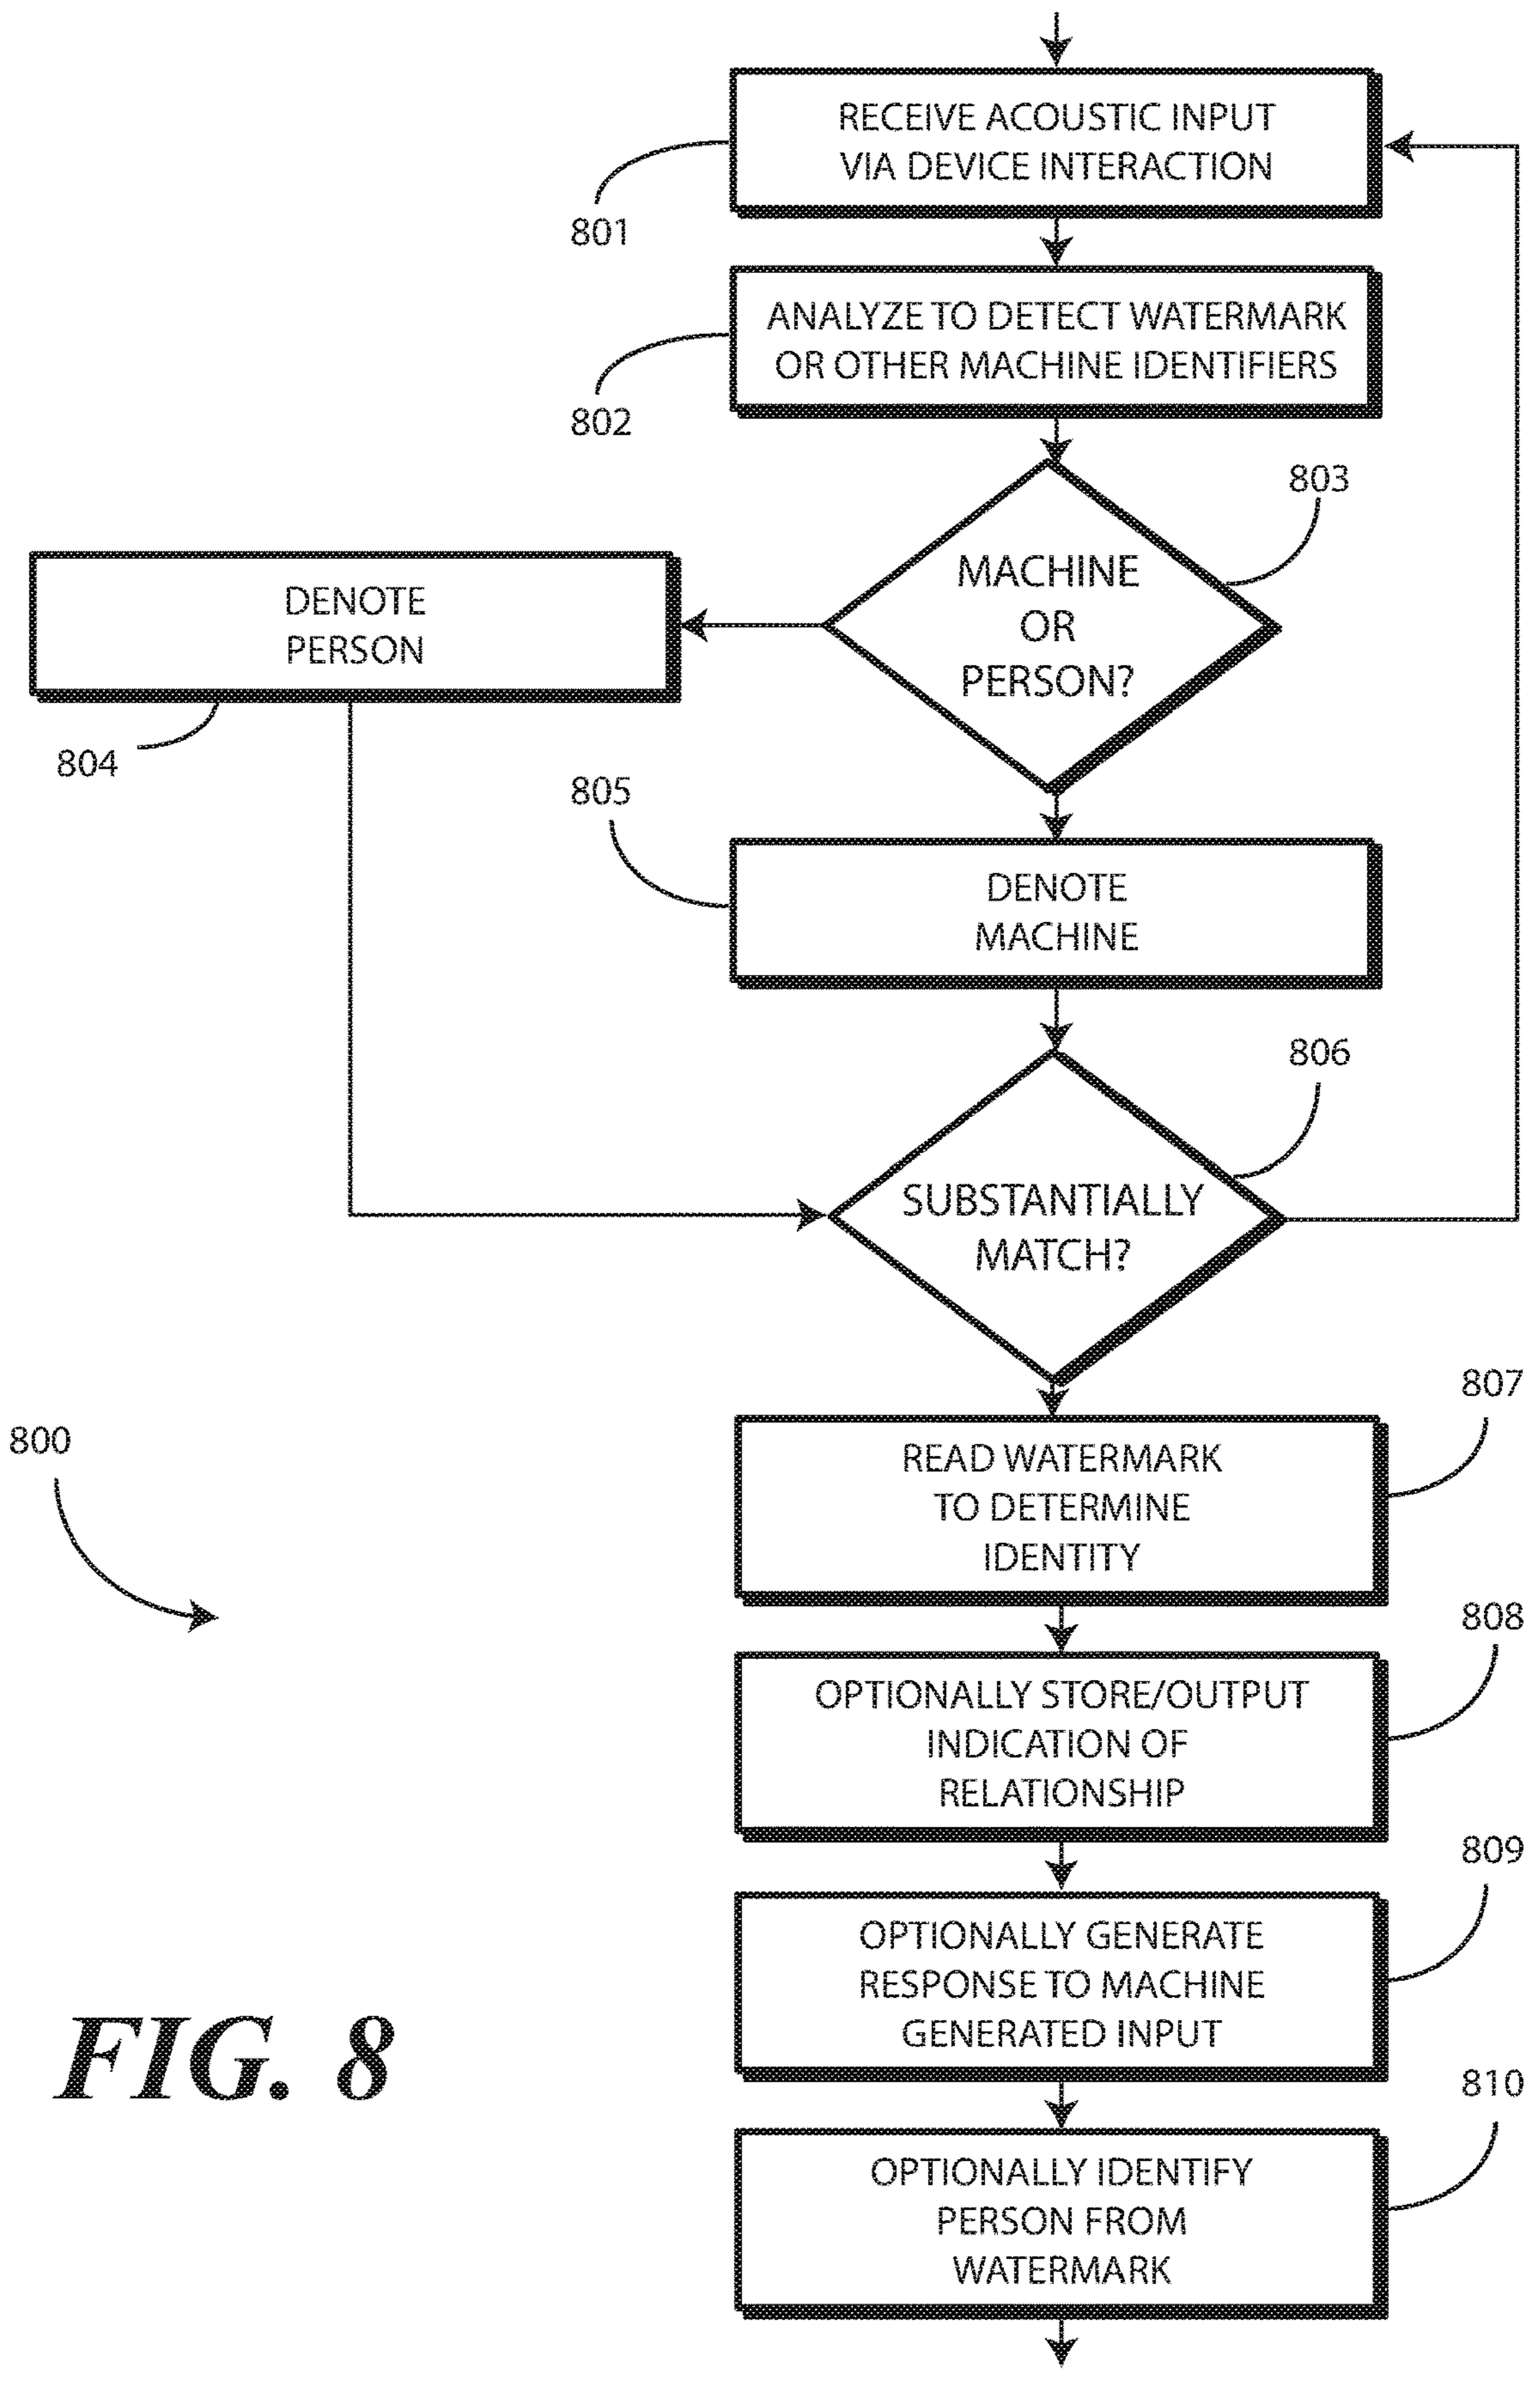 RECEIVE ACOUSTIC INPUT
VIA DEVICE INTERACTION
801
ANALYZE TO DETECT WATERMARK
OR OTHER MACHINE IDENTIFIERS
802
803
MACHINE
OR
PERSON?
DENOTE
PERSON
804
805
DENOTE
MACHINE
806
SUBSTANTIALLY
MATCH?
807
READ WATERMARK
TO DETERMINE
IDENTITY
800
808
OPTIONALLY STORE/OUTPUT
INDICATION OF
RELATIONSHIP
809
OPTIONALLY GENERATE
RESPONSE TO MACHINE
GENERATED INPUT
FIG. 8
810
OPTIONALLY IDENTIFY
PERSON FROM
WATERMARK